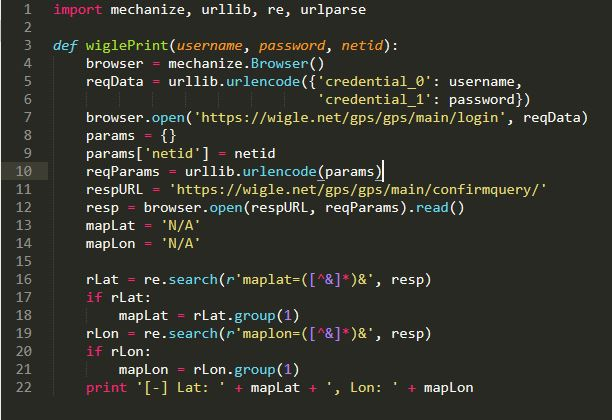 1 import mechanize, urllib, re, urlparse
2
3 def wiglePrint(username, password, netid):
4     browser = mechanize.Browser()
5     reqData = urllib.urlencode({'credential_0': username,
6                                 'credential_1': password})
7     browser.open('https://wigle.net/gps/gps/main/login', reqData)
8     params = {}
9     params['netid'] = netid
10     reqParams = urllib.urlencode(params)
11     respURL = 'https://wigle.net/gps/gps/main/confirmquery/'
12     resp = browser.open(respURL, reqParams).read()
13     mapLat = 'N/A'
14     mapLon = 'N/A'
15
16     rLat = re.search(r'maplat=([^&]*)&', resp)
17     if rLat:
18         mapLat = rLat.group(1)
19     rLon = re.search(r'maplon=([^&]*)&', resp)
20     if rLon:
21         mapLon = rLon.group(1)
22     print '[-] Lat: ' + mapLat + ', Lon: ' + mapLon